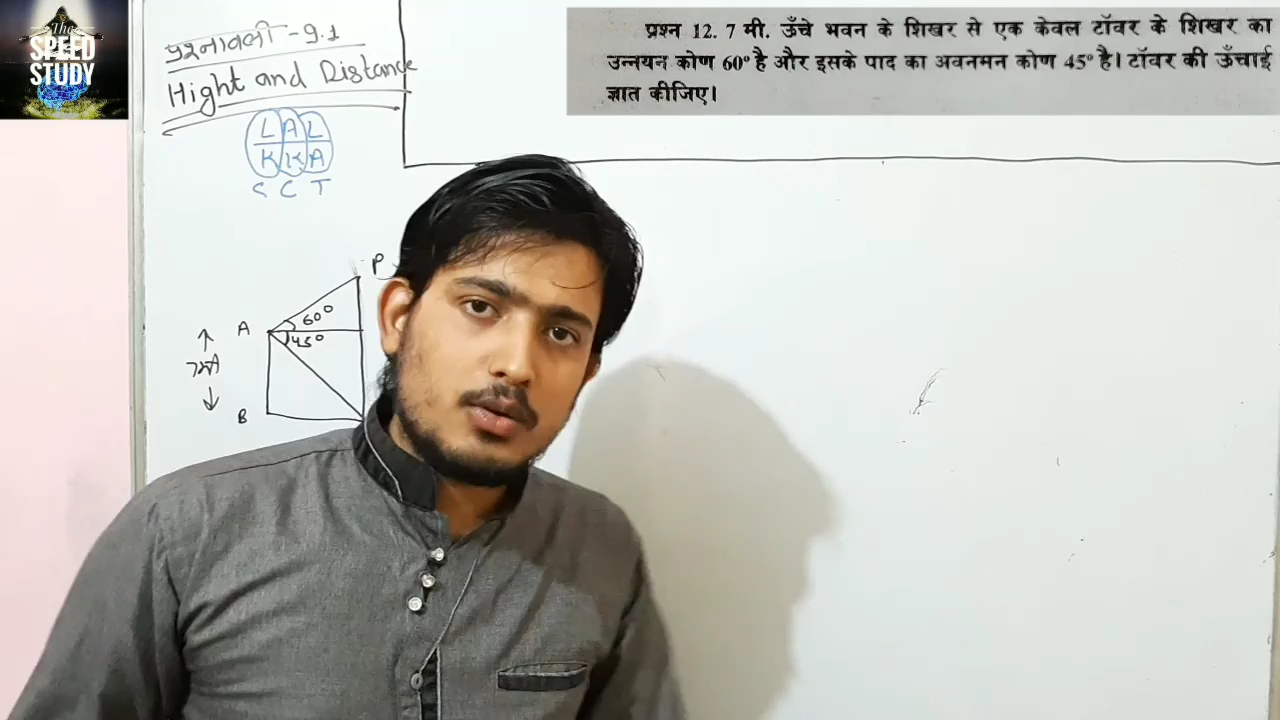 The
SPEED
STUDY
प्रश्नावली - 9.1
Hight and Distance
L A L
K K A
S C T
प्रश्न 12. 7 मी. ऊँचे भवन के शिखर से एक केवल टॉवर के शिखर का
उन्नयन कोण 60° है और इसके पाद का अवनमन कोण 45° है। टॉवर की ऊँचाई
ज्ञात कीजिए।
P
60°
A
45°
7मी
B